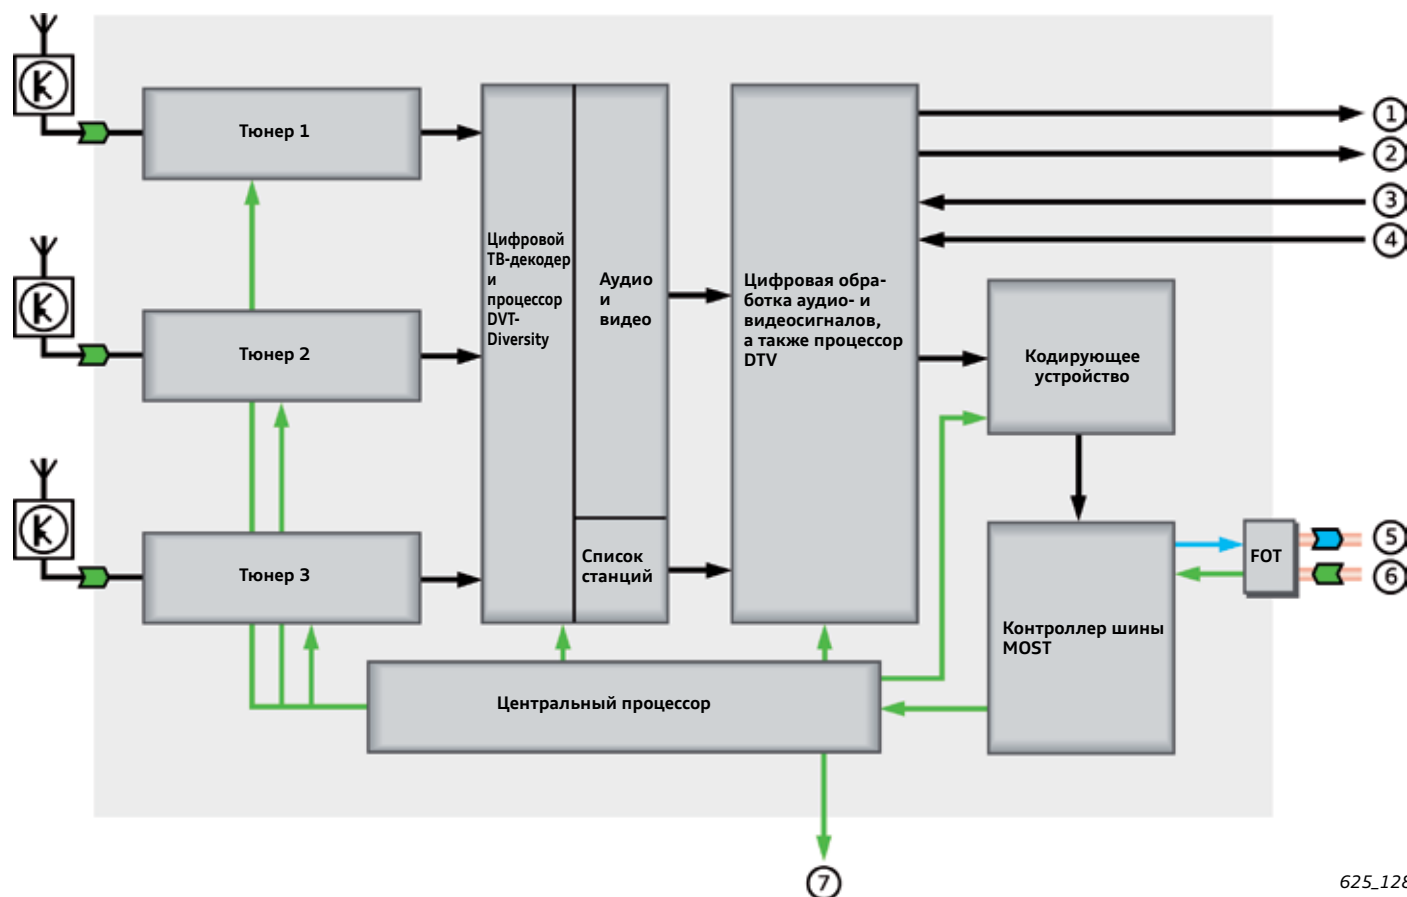 Тюнер 1
Тюнер 2
Тюнер 3
Цифровой
ТВ-декодер
и
процессор
DVT-
Diversity
Аудио
и
видео
Список
станций
Цифровая обра-
ботка аудио- и
видеосигналов,
а также процессор
DTV
1
2
3
4
Кодирующее
устройство
Контроллер шины
MOST
FOT
5
6
Центральный процессор
7
625_128